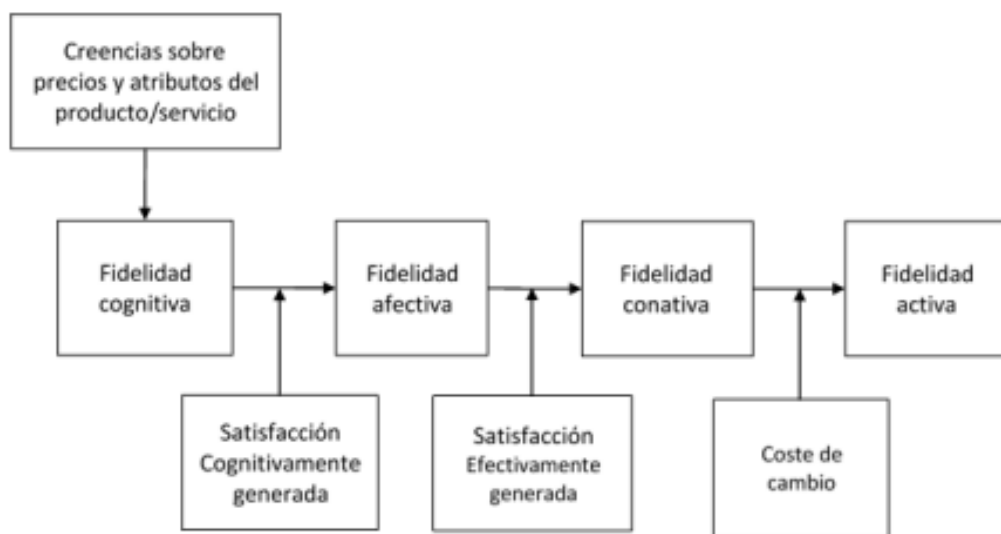 Creencias sobre
precios y atributos del
producto/servicio
Fidelidad
cognitiva
Fidelidad
afectiva
Fidelidad
conativa
Fidelidad
activa
Satisfacción
Cognitivamente
generada
Satisfacción
Efectivamente
generada
Coste de
cambio